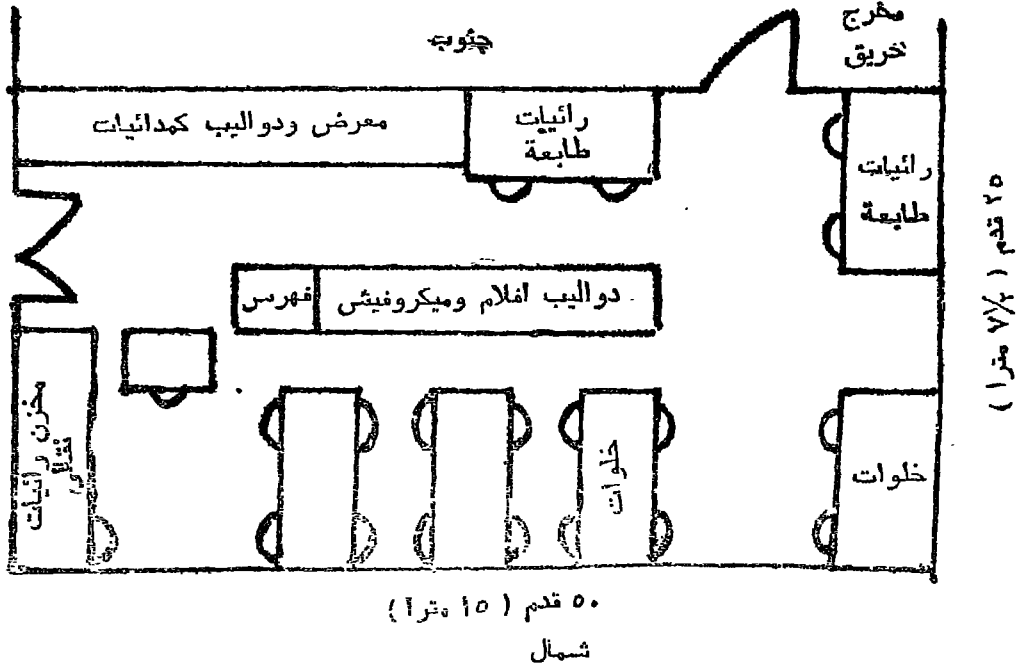 مخرج
حريق
جنوب
معرض ودواليب كمدائيات
رائيات
طابعة
رائيات
طابعة
٢٥ قدم ( ٧/٢ مترا )
فهرس
دواليب افلام وميكروفيش
مخزن رائيات
خلوات
خلوات
٥٠ قدم ( ١٥ مترا )
شمال